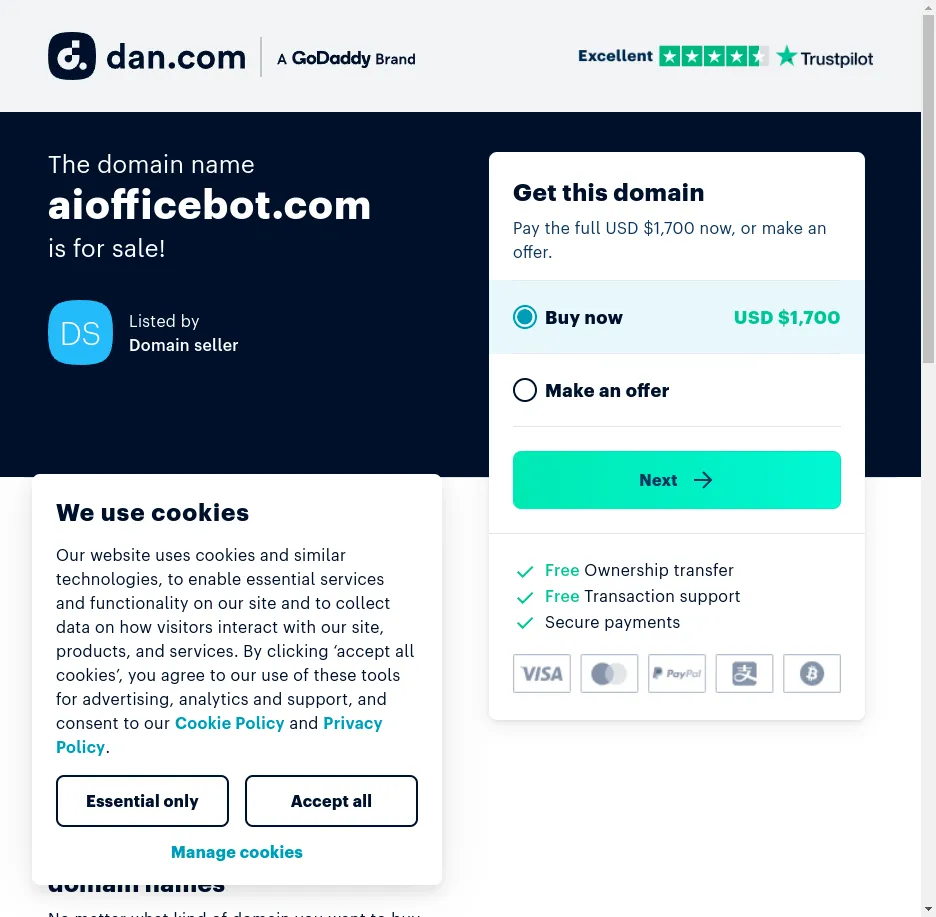 dan.com
A GoDaddy Brand
Excellent
Trustpilot
The domain name
aiofficebot.com
is for sale!
DS
Listed by
Domain seller
Get this domain
Pay the full USD $1,700 now, or make an
offer.
Buy now USD $1,700
Make an offer
Next
Free Ownership transfer
Free Transaction support
Secure payments
VISA
PayPal
We use cookies
Our website uses cookies and similar
technologies, to enable essential services
and functionality on our site and to collect
data on how visitors interact with our site,
products, and services. By clicking ‘accept all
cookies’, you agree to our use of these tools
for advertising, analytics and support, and
consent to our Cookie Policy and Privacy
Policy.
Essential only
Accept all
Manage cookies
domain names
No matter what kind of domain you want to buy